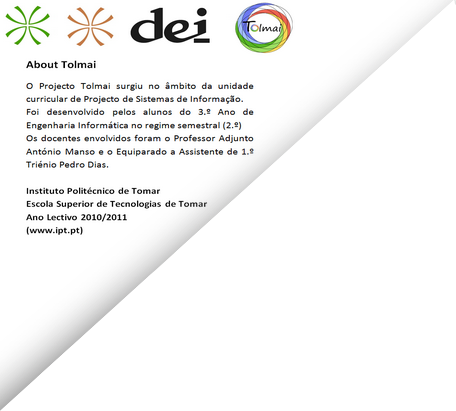 dei
Tolmai
About Tolmai
O Projecto Tolmai surgiu no âmbito da unidade
curricular de Projecto de Sistemas de Informação.
Foi desenvolvido pelos alunos do 3.º Ano de
Engenharia Informática no regime semestral (2.º)
Os docentes envolvidos foram o Professor Adjunto
António Manso e o Equiparado a Assistente de 1.º
Triénio Pedro Dias.
Instituto Politécnico de Tomar
Escola Superior de Tecnologias de Tomar
Ano Lectivo 2010/2011
(www.ipt.pt)